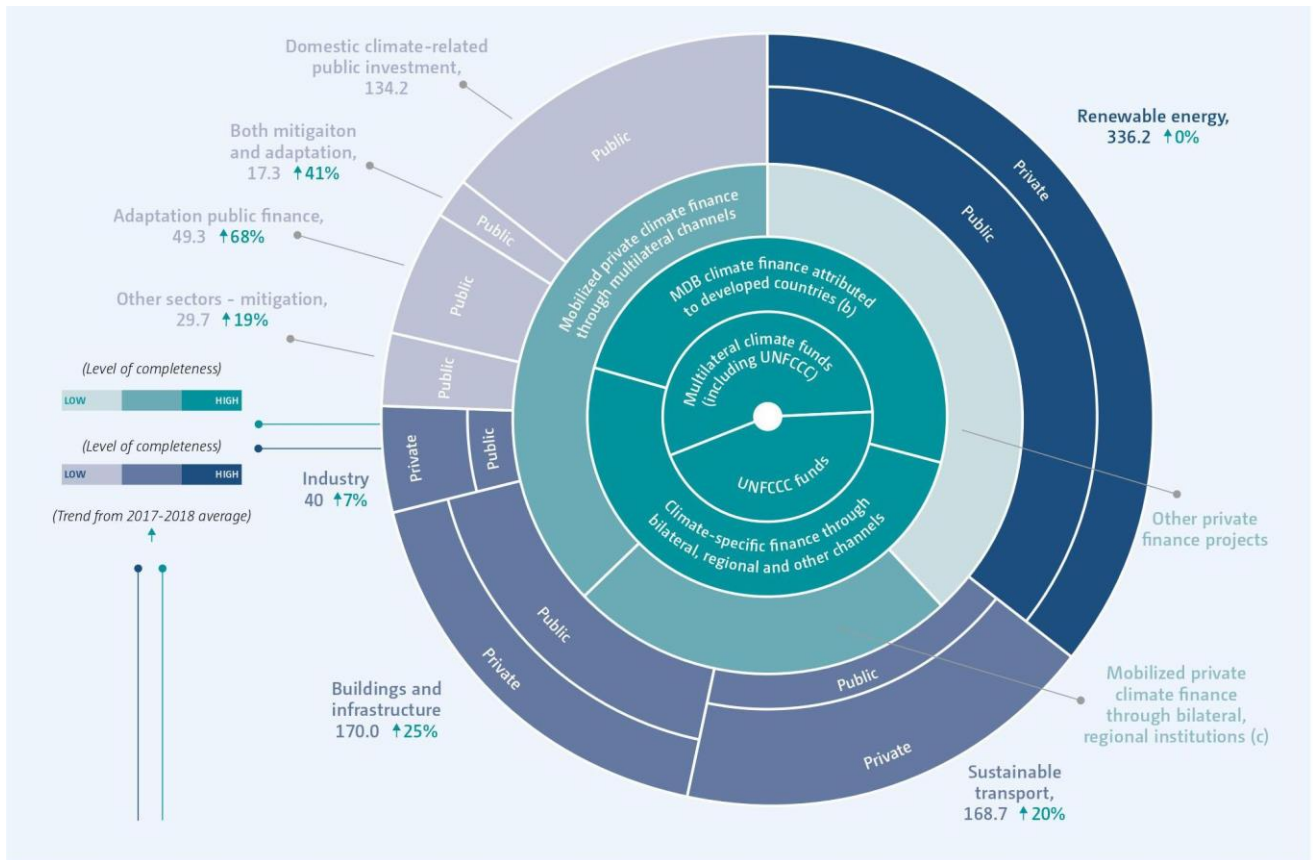 Domestic climate-related
public investment,
134.2
Both mitigaiton
and adaptation,
17.3 ↑41%
Adaptation public finance,
49.3 ↑68%
Other sectors - mitigation,
29.7 ↑19%
(Level of completeness)
LOW HIGH
(Level of completeness)
LOW HIGH
(Trend from 2017-2018 average)
↑
Industry
40 ↑7%
Buildings and
infrastructure
170.0 ↑25%
Sustainable
transport,
168.7 ↑20%
Renewable energy,
336.2 ↑0%
Other private
finance projects
Mobilized private
climate finance
through bilateral,
regional institutions (c)
Public
Public
Public
Public
Private
Public
Public
Private
Public
Private
Public
Private
Mobilized private climate finance
through multilateral channels
MDB climate finance attributed
to developed countries (b)
Multilateral climate funds
(including UNFCCC)
UNFCCC funds
Climate-specific finance through
bilateral, regional and other channels